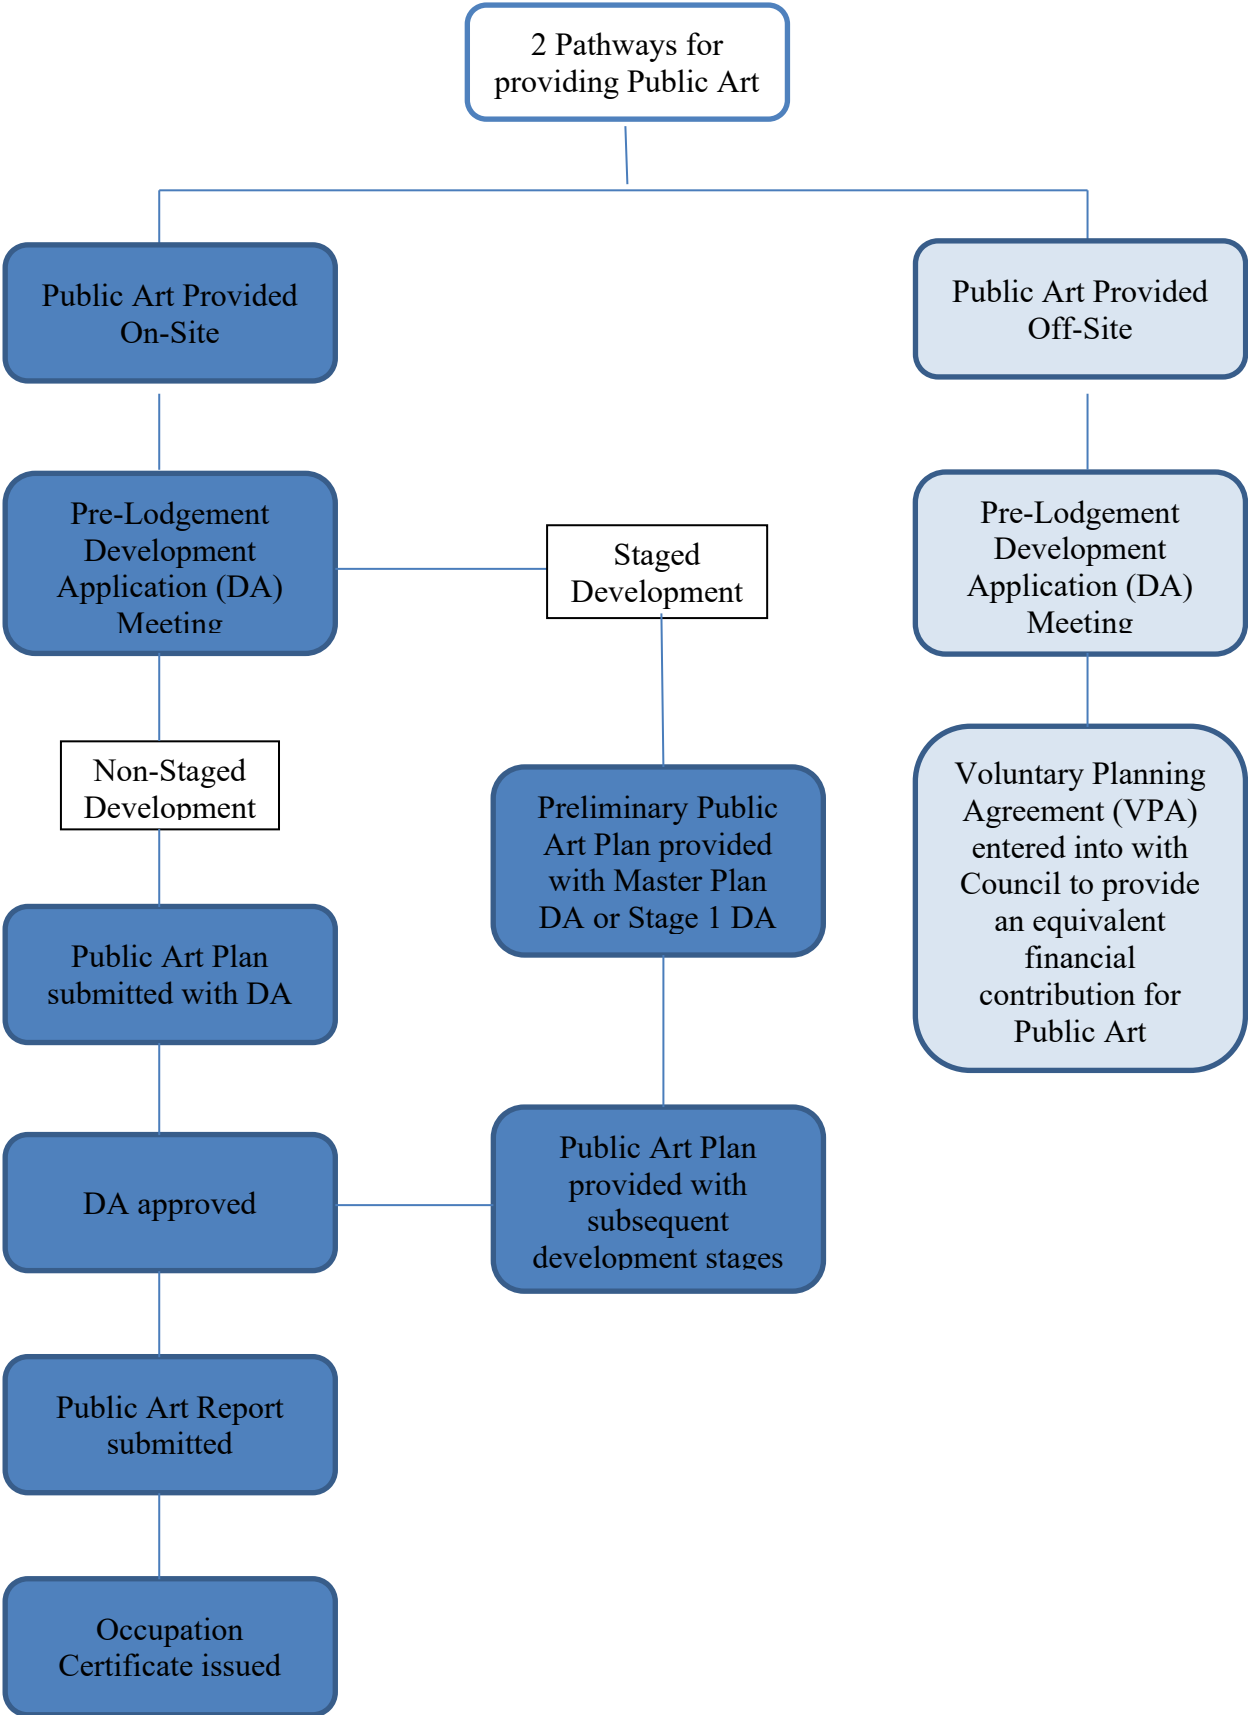 2 Pathways for
providing Public Art
Public Art Provided
On-Site
Public Art Provided
Off-Site
Pre-Lodgement
Development
Application (DA)
Meeting
Staged
Development
Pre-Lodgement
Development
Application (DA)
Meeting
Non-Staged
Development
Preliminary Public
Art Plan provided
with Master Plan
DA or Stage 1 DA
Voluntary Planning
Agreement (VPA)
entered into with
Council to provide
an equivalent
financial
contribution for
Public Art
Public Art Plan
submitted with DA
DA approved
Public Art Plan
provided with
subsequent
development stages
Public Art Report
submitted
Occupation
Certificate issued